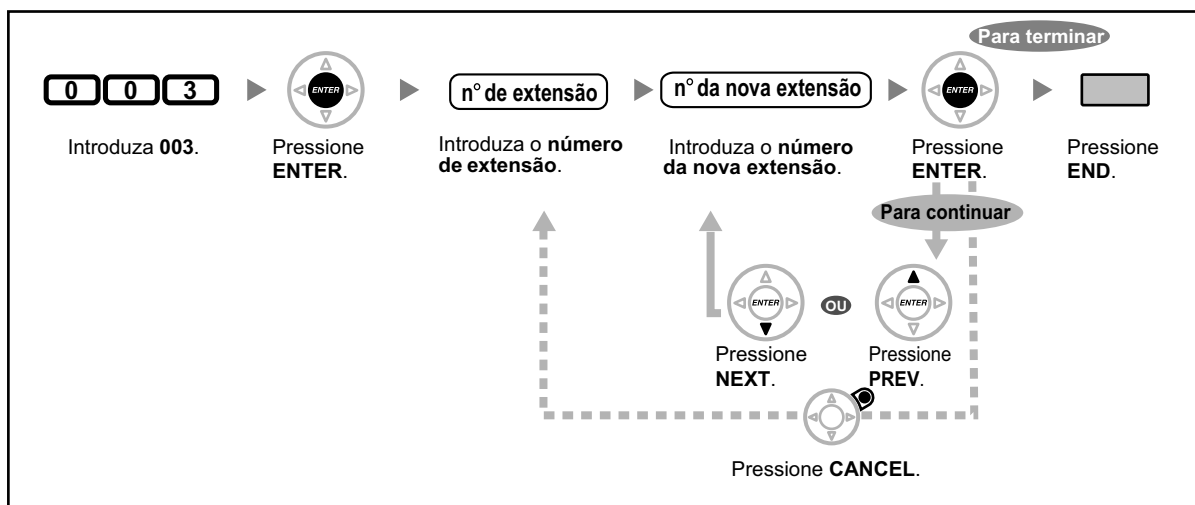 Para terminar
0 0 3
ENTER
n° de extensão
n° da nova extensão
ENTER
Introduza 003.
Pressione
ENTER.
Introduza o número
de extensão.
Introduza o número
da nova extensão.
Pressione
ENTER.
Pressione
END.
Para continuar
ENTER
OU
ENTER
Pressione
NEXT.
Pressione
PREV.
Pressione CANCEL.